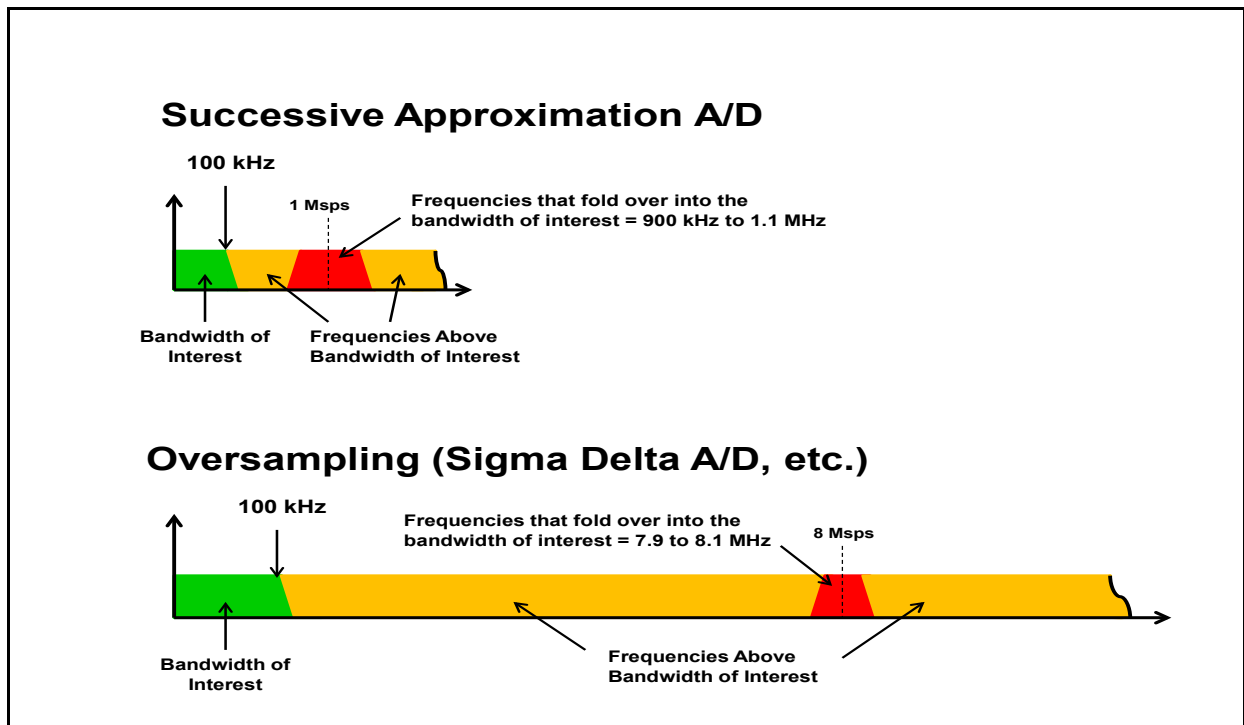 Successive Approximation A/D
100 kHz
1 Msps
Frequencies that fold over into the
bandwidth of interest = 900 kHz to 1.1 MHz
Bandwidth of
Interest
Frequencies Above
Bandwidth of Interest
Oversampling (Sigma Delta A/D, etc.)
100 kHz
Frequencies that fold over into the
bandwidth of interest = 7.9 to 8.1 MHz
8 Msps
Bandwidth of
Interest
Frequencies Above
Bandwidth of Interest